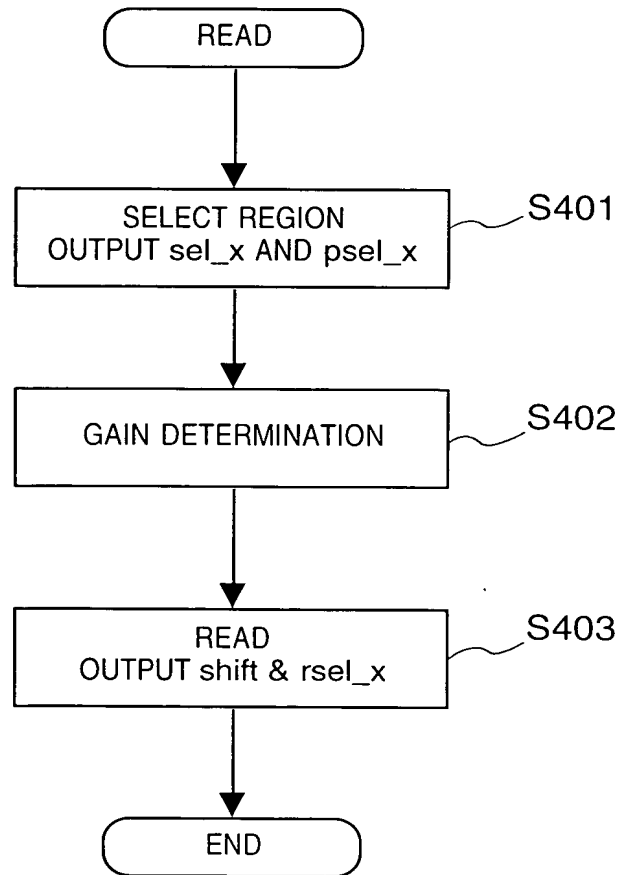 READ
SELECT REGION
OUTPUT sel_x AND psel_x
S401
GAIN DETERMINATION
S402
READ
OUTPUT shift & rsel_x
S403
END